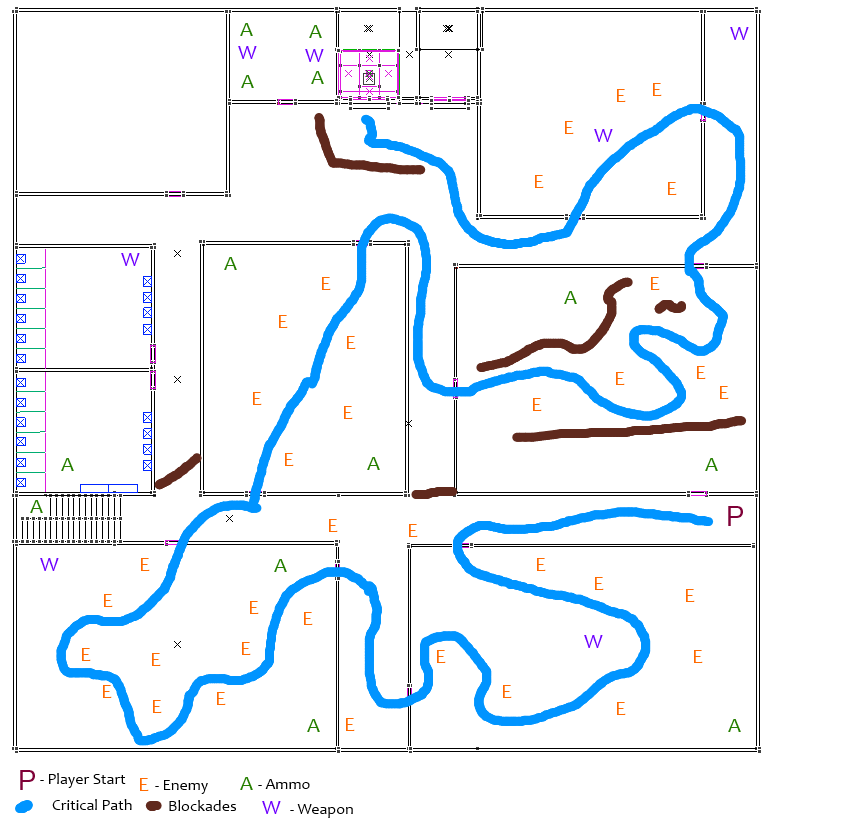 A A W
W W
A A
E E
E W
E E
W A E
E A E
E
E E E
E E E
A E A A
A E E P
W E A E E
E E E
E E W
E E E E
E E E E
E A E A
P - Player Start E - Enemy A - Ammo
Critical Path Blockades W - Weapon